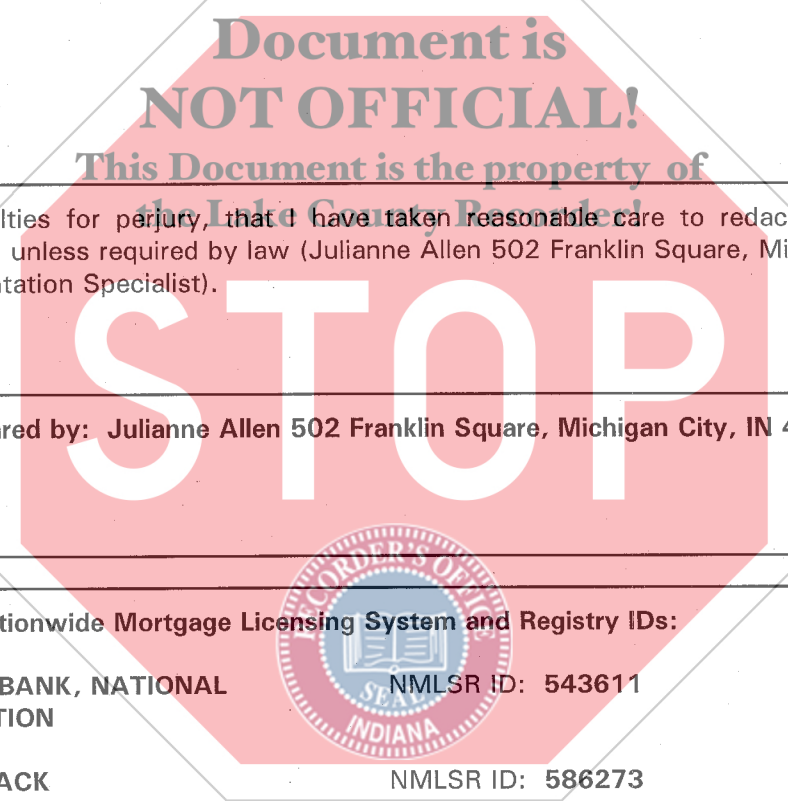 Document is
NOT OFFICIAL!
This Document is the property of
the Lake County Recorder!
lties for perjury, that I have taken reasonable care to redac
unless required by law (Julianne Allen 502 Franklin Square, Mi
tation Specialist).
STOP
ared by: Julianne Allen 502 Franklin Square, Michigan City, IN 4
RECORDER'S OFFICE
SEAL
INDIANA
tionwide Mortgage Licensing System and Registry IDs:
BANK, NATIONAL NMLSR ID: 543611
TION
ACK NMLSR ID: 586273